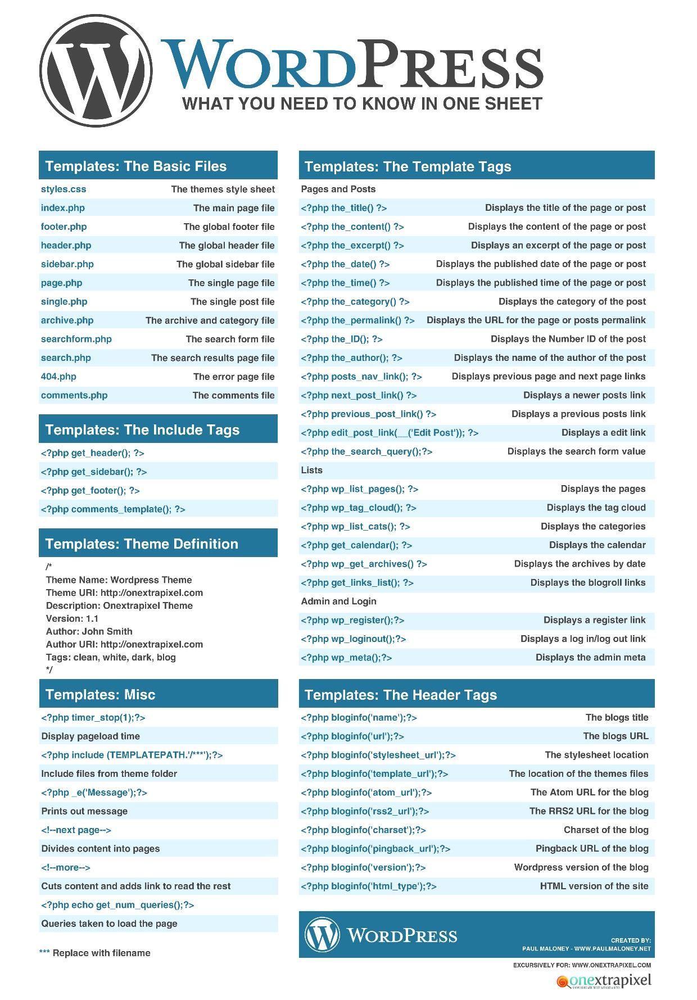 WORDPRESS
WHAT YOU NEED TO KNOW IN ONE SHEET
Templates: The Basic Files
styles.css The themes style sheet
index.php The main page file
footer.php The global footer file
header.php The global header file
sidebar.php The global sidebar file
page.php The single page file
single.php The single post file
archive.php The archive and category file
searchform.php The search form file
search.php The search results page file
404.php The error page file
comments.php The comments file
Templates: The Include Tags
<?php get_header(); ?>
<?php get_sidebar(); ?>
<?php get_footer(); ?>
<?php comments_template(); ?>
Templates: Theme Definition
/*
Theme Name: Wordpress Theme
Theme URI: http://onextrapixel.com
Description: Onextrapixel Theme
Version: 1.1
Author: John Smith
Author URI: http://onextrapixel.com
Tags: clean, white, dark, blog
*/
Templates: Misc
<?php timer_stop(1);?>
Display pageload time
<?php include (TEMPLATEPATH.'/***');?>
Include files from theme folder
<?php _e('Message');?>
Prints out message
<!--next page-->
Divides content into pages
<!--more-->
Cuts content and adds link to read the rest
<?php echo get_num_queries();?>
Queries taken to load the page
*** Replace with filename
Templates: The Template Tags
Pages and Posts
<?php the_title() ?> Displays the title of the page or post
<?php the_content() ?> Displays the content of the page or post
<?php the_excerpt() ?> Displays an excerpt of the page or post
<?php the_date() ?> Displays the published date of the page or post
<?php the_time() ?> Displays the published time of the page or post
<?php the_category() ?> Displays the category of the post
<?php the_permalink() ?> Displays the URL for the page or posts permalink
<?php the_ID(); ?> Displays the Number ID of the post
<?php the_author(); ?> Displays the name of the author of the post
<?php posts_nav_link(); ?> Displays previous page and next page links
<?php next_post_link() ?> Displays a newer posts link
<?php previous_post_link() ?> Displays a previous posts link
<?php edit_post_link(__('Edit Post')); ?> Displays a edit link
<?php the_search_query();?> Displays the search form value
Lists
<?php wp_list_pages(); ?> Displays the pages
<?php wp_tag_cloud(); ?> Displays the tag cloud
<?php wp_list_cats(); ?> Displays the categories
<?php get_calendar(); ?> Displays the calendar
<?php wp_get_archives() ?> Displays the archives by date
<?php get_links_list(); ?> Displays the blogroll links
Admin and Login
<?php wp_register();?> Displays a register link
<?php wp_loginout();?> Displays a log in/log out link
<?php wp_meta();?> Displays the admin meta
Templates: The Header Tags
<?php bloginfo('name');?> The blogs title
<?php bloginfo('url');?> The blogs URL
<?php bloginfo('stylesheet_url');?> The stylesheet location
<?php bloginfo('template_url');?> The location of the themes files
<?php bloginfo('atom_url');?> The Atom URL for the blog
<?php bloginfo('rss2_url');?> The RRS2 URL for the blog
<?php bloginfo('charset');?> Charset of the blog
<?php bloginfo('pingback_url');?> Pingback URL of the blog
<?php bloginfo('version');?> Wordpress version of the blog
<?php bloginfo('html_type');?> HTML version of the site
WORDPRESS
CREATED BY:
PAUL MALONEY - WWW.PAULMALONEY.NET
EXCURSIVELY FOR: WWW.ONEXTRAPIXEL.COM
onextrapixel